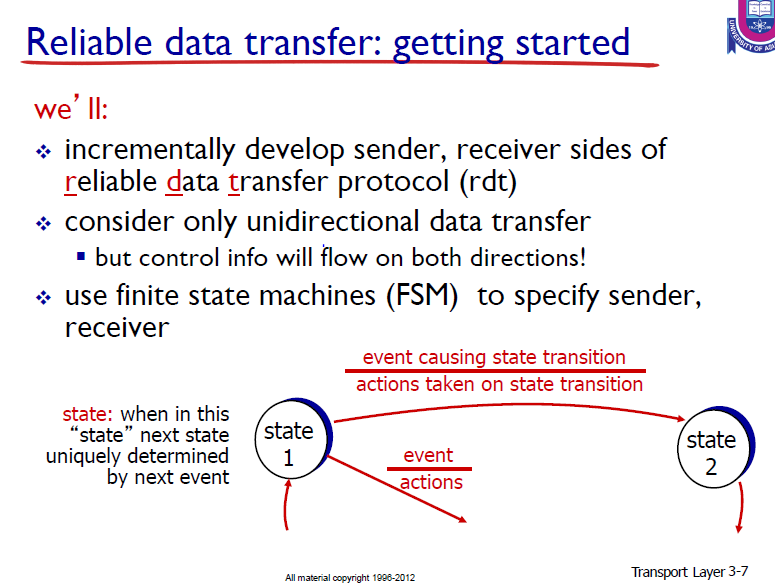 Reliable data transfer: getting started
we’ll:
incrementally develop sender, receiver sides of
reliable data transfer protocol (rdt)
consider only unidirectional data transfer
but control info will flow on both directions!
use finite state machines (FSM) to specify sender,
receiver
event causing state transition
actions taken on state transition
state: when in this
“state” next state
uniquely determined
by next event
state
1
event
actions
state
2
All material copyright 1996-2012
Transport Layer 3-7